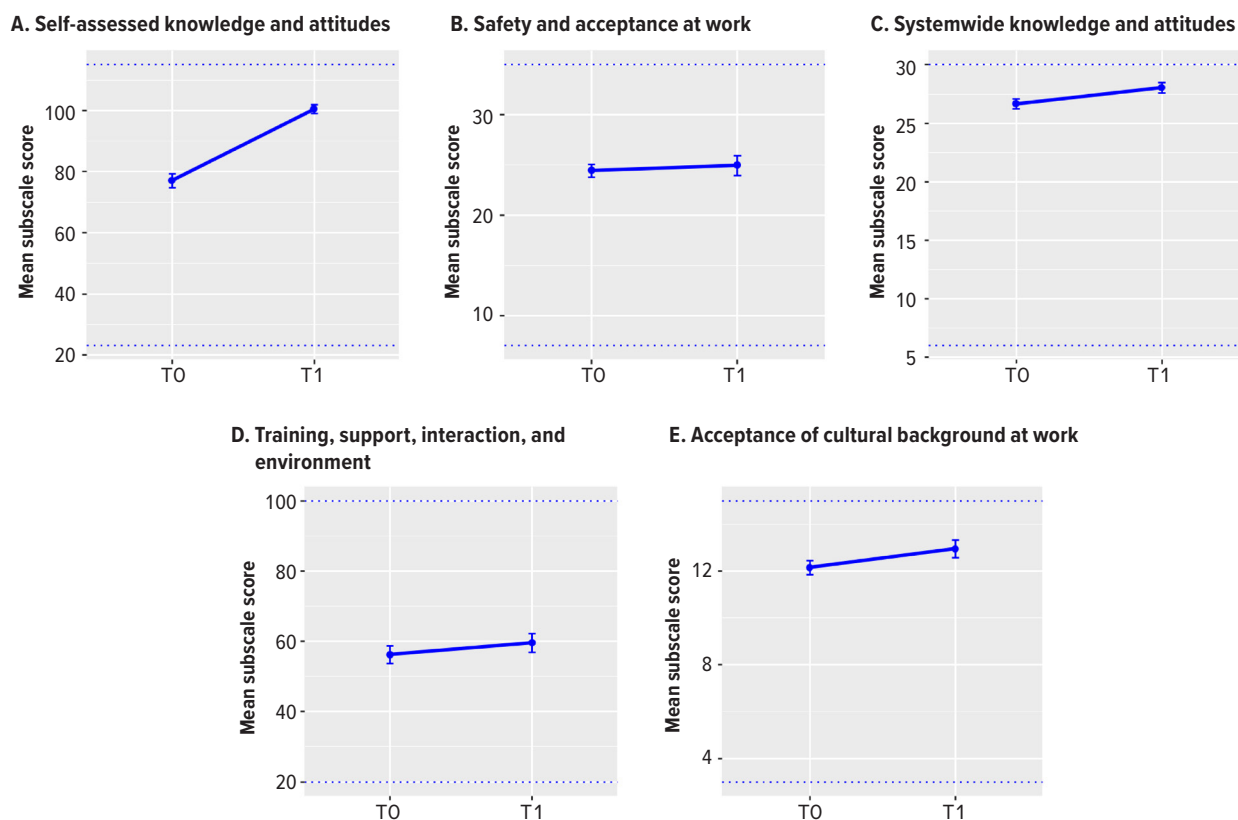 A. Self-assessed knowledge and attitudes
Mean subscale score
100
80
60
40
20
T0
T1
B. Safety and acceptance at work
Mean subscale score
30
20
10
T0
T1
C. Systemwide knowledge and attitudes
Mean subscale score
30
25
20
15
10
5
T0
T1
D. Training, support, interaction, and
environment
Mean subscale score
100
80
60
40
20
T0
T1
E. Acceptance of cultural background at work
Mean subscale score
12
8
4
T0
T1